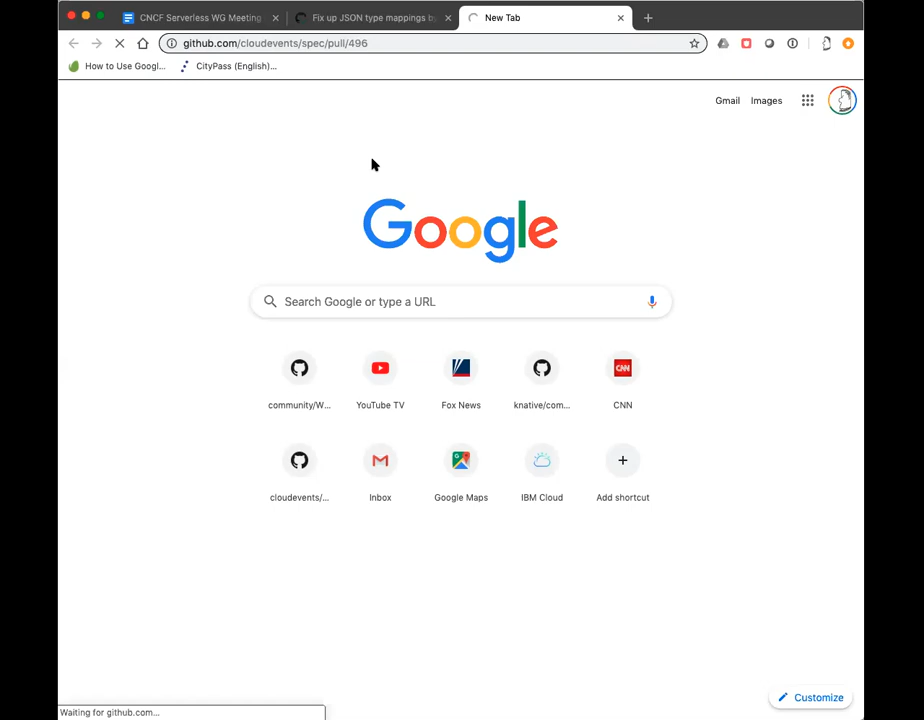 CNCF Serverless WG Meeting
Fix up JSON type mappings by
New Tab
github.com/cloudevents/spec/pull/496
How to Use Googl...
CityPass (English)...
Gmail
Images
Google
Search Google or type a URL
community/W...
YouTube TV
Fox News
knative/com...
CNN
CNN
cloudevents/...
Inbox
Google Maps
IBM Cloud
Add shortcut
Customize
Waiting for github.com...